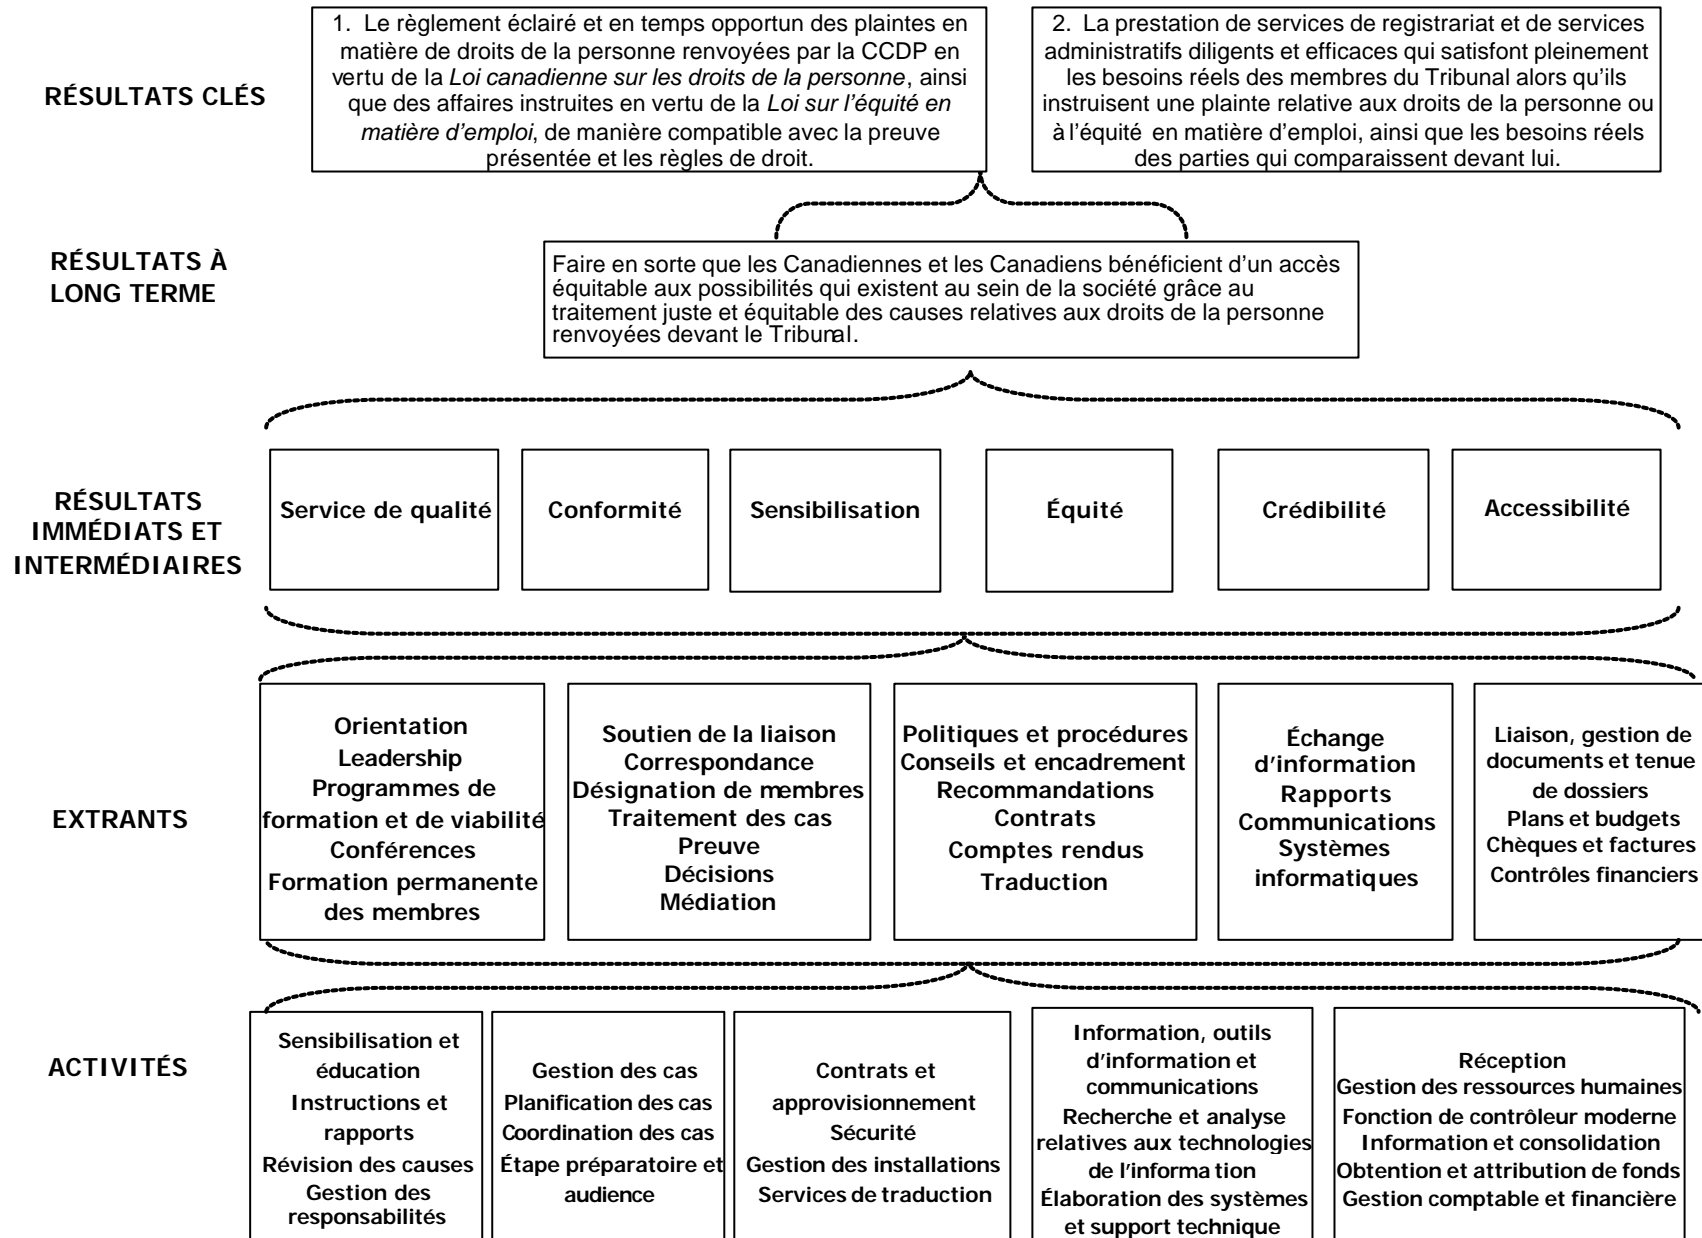 RÉSULTATS CLÉS
1. Le règlement éclairé et en temps opportun des plaintes en
matière de droits de la personne renvoyées par la CCDP en
vertu de la Loi canadienne sur les droits de la personne, ainsi
que des affaires instruites en vertu de la Loi sur l'équité en
matière d'emploi, de manière compatible avec la preuve
présentée et les règles de droit.
2. La prestation de services de registrariat et de services
administratifs diligents et efficaces qui satisfont pleinement
les besoins réels des membres du Tribunal alors qu'ils
instruisent une plainte relative aux droits de la personne ou
à l'équité en matière d'emploi, ainsi que les besoins réels
des parties qui comparaissent devant lui.
RÉSULTATS À
LONG TERME
Faire en sorte que les Canadiennes et les Canadiens bénéficient d'un accès
équitable aux possibilités qui existent au sein de la société grâce au
traitement juste et équitable des causes relatives aux droits de la personne
renvoyées devant le Tribunal.
RÉSULTATS
IMMÉDIATS ET
INTERMÉDIAIRES
Service de qualité
Conformité
Sensibilisation
Équité
Crédibilité
Accessibilité
EXTRANTS
Orientation
Leadership
Programmes de
formation et de viabilité
Conférences
Formation permanente
des membres
Soutien de la liaison
Correspondance
Désignation de membres
Traitement des cas
Preuve
Décisions
Médiation
Politiques et procédures
Conseils et encadrement
Recommandations
Contrats
Comptes rendus
Traduction
Échange
d'information
Rapports
Communications
Systèmes
informatiques
Liaison, gestion de
documents et tenue
de dossiers
Plans et budgets
Chèques et factures
Contrôles financiers
ACTIVITÉS
Sensibilisation et
éducation
Instructions et
rapports
Révision des causes
Gestion des
responsabilités
Gestion des cas
Planification des cas
Coordination des cas
Étape préparatoire et
audience
Contrats et
approvisionnement
Sécurité
Gestion des installations
Services de traduction
Information, outils
d'information et
communications
Recherche et analyse
relatives aux technologies
de l'information
Élaboration des systèmes
et support technique
Réception
Gestion des ressources humaines
Fonction de contrôleur moderne
Information et consolidation
Obtention et attribution de fonds
Gestion comptable et financière